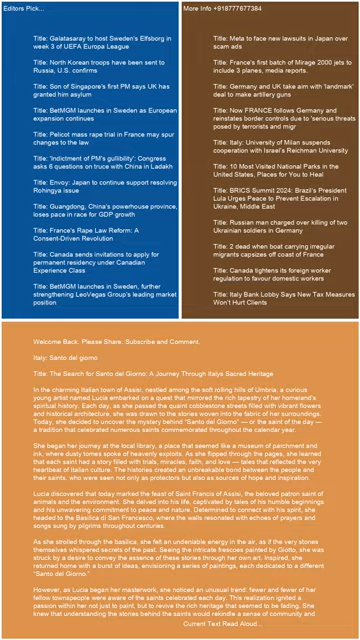 Editors Pick...
Title: Galatasaray to host Sweden's Elfsborg in
week 3 of UEFA Europa League
Title: North Korean troops have been sent to
Russia, U.S. confirms
Title: Son of Singapore's first PM says UK has
granted him asylum
Title: BetMGM launches in Sweden as European
expansion continues
Title: Pelicot mass rape trial in France may spur
changes to the law
Title: 'Indictment of PM's gullibility': Congress
asks 6 questions on truce with China in Ladakh
Title: Envoy: Japan to continue support resolving
Rohingya issue
Title: Guangdong, China's powerhouse province,
loses pace in race for GDP growth
Title: France's Rape Law Reform: A
Consent-Driven Revolution
Title: Canada sends invitations to apply for
permanent residency under Canadian
Experience Class
Title: BetMGM launches in Sweden, further
strengthening LeoVegas Group's leading market
position
More Info +918777677384
Title: Meta to face new lawsuits in Japan over
scam ads
Title: France's first batch of Mirage 2000 jets to
include 3 planes, media reports.
Title: Germany and UK take aim with 'landmark'
deal to make artillery guns
Title: Now FRANCE follows Germany and
reinstates border controls due to 'serious threats
posed by terrorists and migr
Title: Italy: University of Milan suspends
cooperation with Israel's Reichman University
Title: 10 Most Visited National Parks in the
United States, Places for You to Heal
Title: BRICS Summit 2024: Brazil's President
Lula Urges Peace to Prevent Escalation in
Ukraine, Middle East
Title: Russian man charged over killing of two
Ukrainian soldiers in Germany
Title: 2 dead when boat carrying irregular
migrants capsizes off coast of France
Title: Canada tightens its foreign worker
regulation to favour domestic workers
Title: Italy Bank Lobby Says New Tax Measures
Won't Hurt Clients
Welcome Back. Please Share. Subscribe and Comment.
Italy: Santo del giorno
Title: The Search for Santo del Giorno: A Journey Through Italys Sacred Heritage
In the charming Italian town of Assisi, nestled among the soft rolling hills of Umbria, a curious
young artist named Lucia embarked on a quest that mirrored the rich tapestry of her homeland's
spiritual history. Each day, as she passed the quaint cobblestone streets filled with vibrant flowers
and historical architecture, she was drawn to the stories woven into the fabric of her surroundings.
Today, she decided to uncover the mystery behind "Santo del Giorno" — or the saint of the day —
a tradition that celebrated numerous saints commemorated throughout the calendar year.
She began her journey at the local library, a place that seemed like a museum of parchment and
ink, where dusty tomes spoke of heavenly exploits. As she flipped through the pages, she learned
that each saint had a story filled with trials, miracles, faith, and love — tales that reflected the very
heartbeat of Italian culture. The histories created an unbreakable bond between the people and
their saints, who were seen not only as protectors but also as sources of hope and inspiration.
Lucia discovered that today marked the feast of Saint Francis of Assisi, the beloved patron saint of
animals and the environment. She delved into his life, captivated by tales of his humble beginnings
and his unwavering commitment to peace and nature. Determined to connect with his spirit, she
headed to the Basilica di San Francesco, where the walls resonated with echoes of prayers and
songs sung by pilgrims throughout centuries.
As she strolled through the basilica, she felt an undeniable energy in the air, as if the very stones
themselves whispered secrets of the past. Seeing the intricate frescoes painted by Giotto, she was
struck by a desire to convey the essence of these stories through her own art. Inspired, she
returned home with a burst of ideas, envisioning a series of paintings, each dedicated to a different
"Santo del Giorno."
However, as Lucia began her masterwork, she noticed an unusual trend: fewer and fewer of her
fellow townspeople were aware of the saints celebrated each day. This realization ignited a
passion within her not just to paint, but to revive the rich heritage that seemed to be fading. She
knew that understanding the stories behind the saints would rekindle a sense of community and
Current Text Read Aloud...